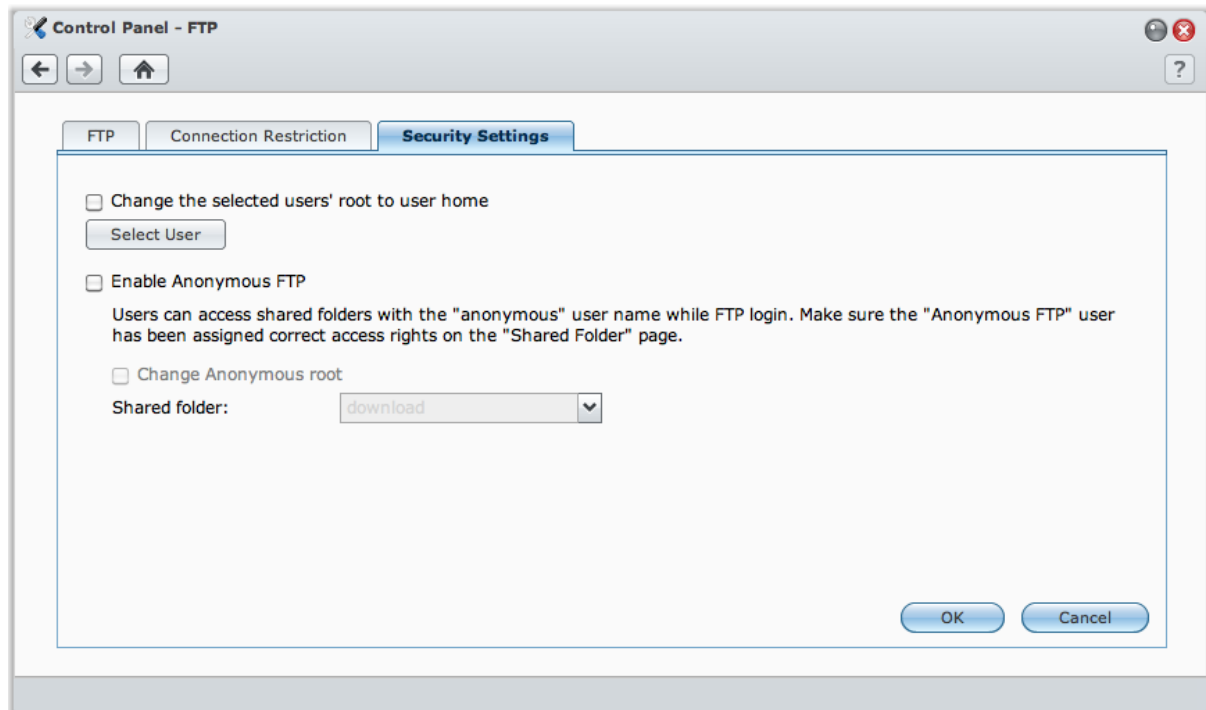 Control Panel - FTP
?
FTP Connection Restriction Security Settings
Change the selected users' root to user home
Select User
Enable Anonymous FTP
Users can access shared folders with the "anonymous" user name while FTP login. Make sure the "Anonymous FTP" user
has been assigned correct access rights on the "Shared Folder" page.
Change Anonymous root
Shared folder: download
OK Cancel